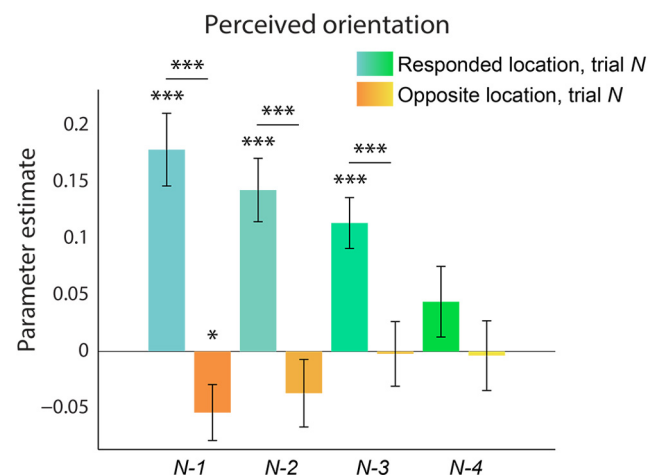 Perceived orientation
Responded location, trial N
Opposite location, trial N
***
***
***
***
***
***
*
0.2
0.15
0.1
0.05
0
−0.05
Parameter estimate
N-1 N-2 N-3 N-4